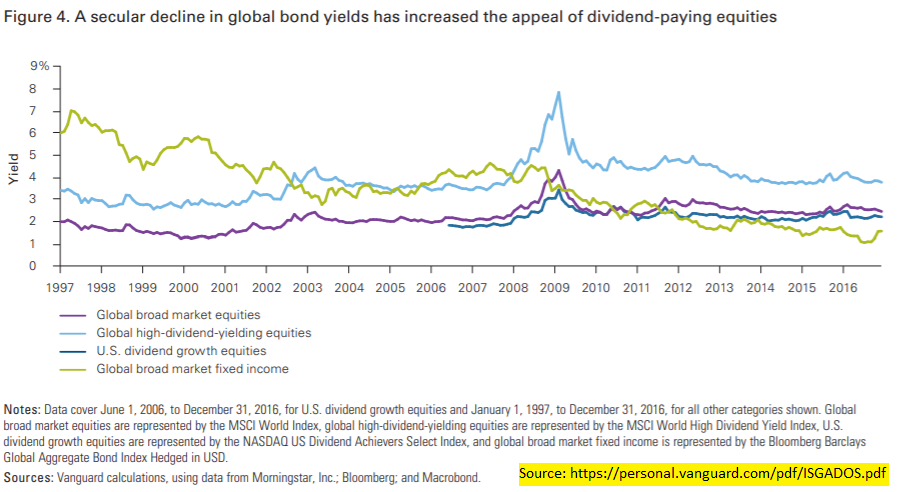 Figure 4. A secular decline in global bond yields has increased the appeal of dividend-paying equities
9%
8
7
6
5
4
3
2
1
0
Yield
1997 1998 1999 2000 2001 2002 2003 2004 2005 2006 2007 2008 2009 2010 2011 2012 2013 2014 2015 2016
Global broad market equities
Global high-dividend-yielding equities
U.S. dividend growth equities
Global broad market fixed income
Notes: Data cover June 1, 2006, to December 31, 2016, for U.S. dividend growth equities and January 1, 1997, to December 31, 2016, for all other categories shown. Global
broad market equities are represented by the MSCI World Index, global high-dividend-yielding equities are represented by the MSCI World High Dividend Yield Index, U.S.
dividend growth equities are represented by the NASDAQ US Dividend Achievers Select Index, and global broad market fixed income is represented by the Bloomberg Barclays
Global Aggregate Bond Index Hedged in USD.
Sources: Vanguard calculations, using data from Morningstar, Inc.; Bloomberg; and Macrobond.
Source: https://personal.vanguard.com/pdf/ISGADOS.pdf